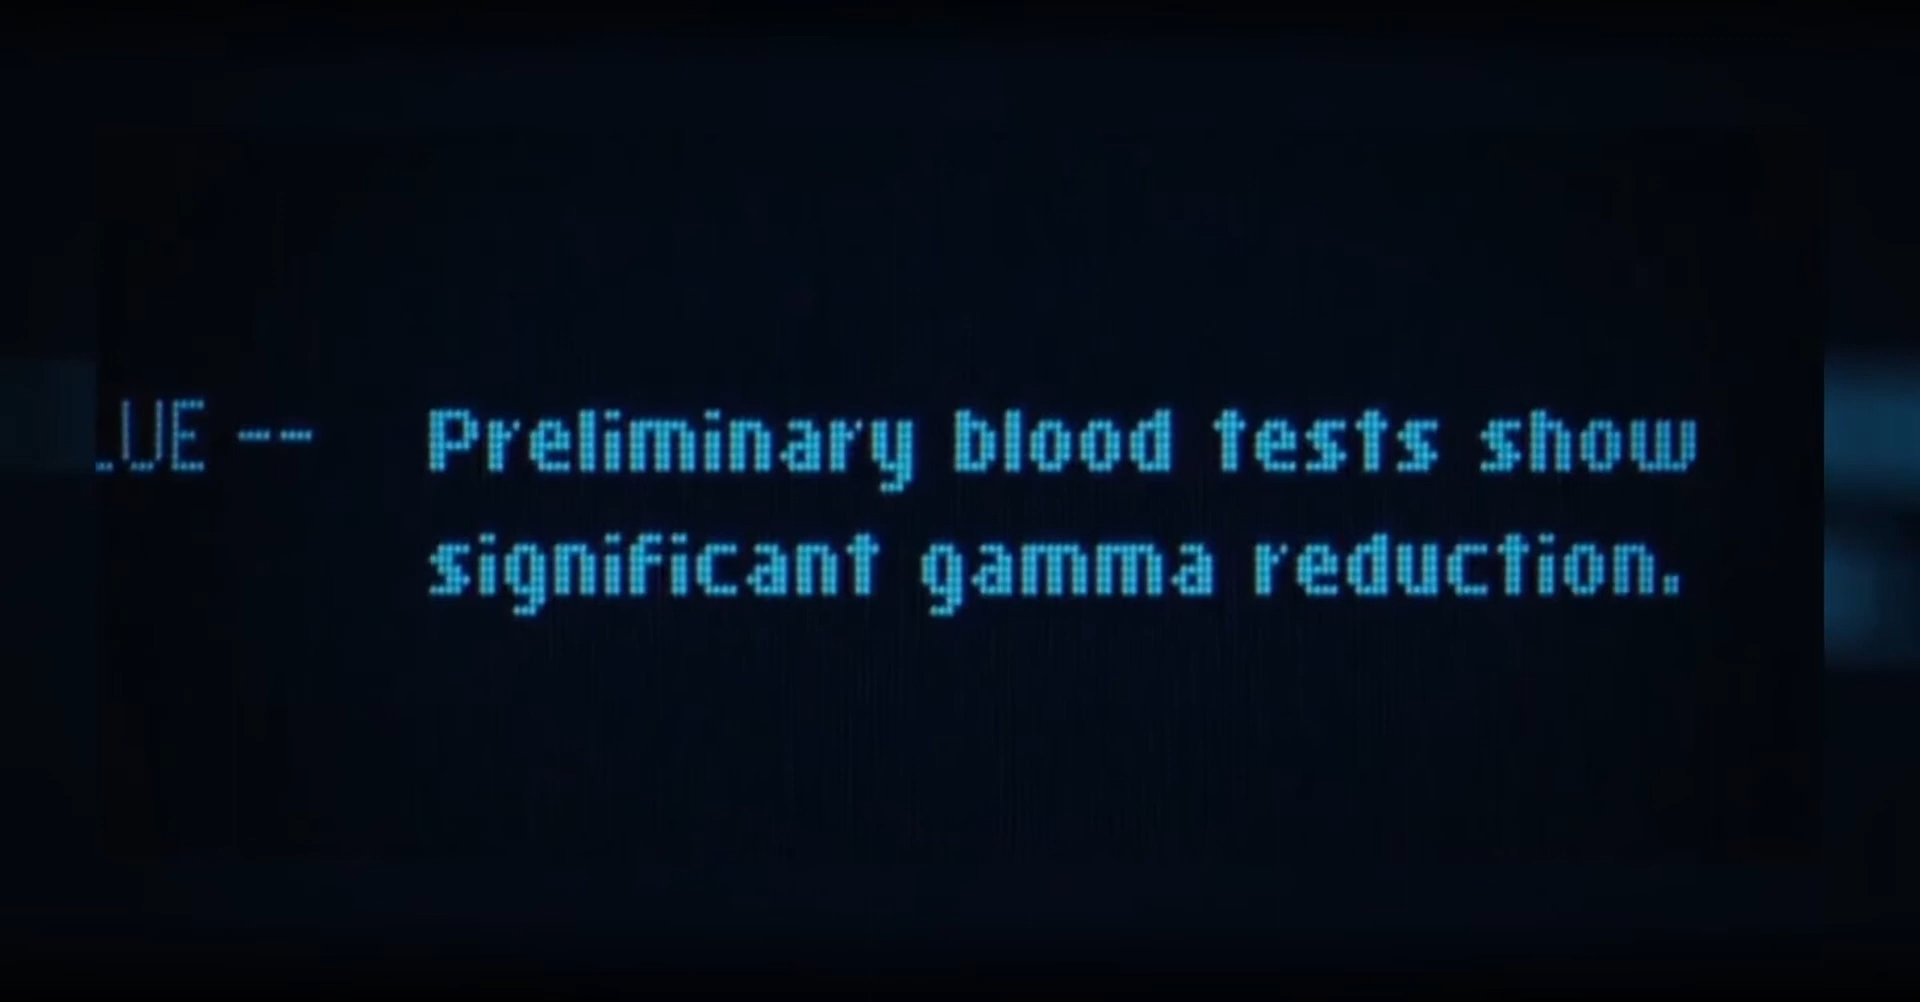 LUE -- Preliminary blood tests show
significant gamma reduction.